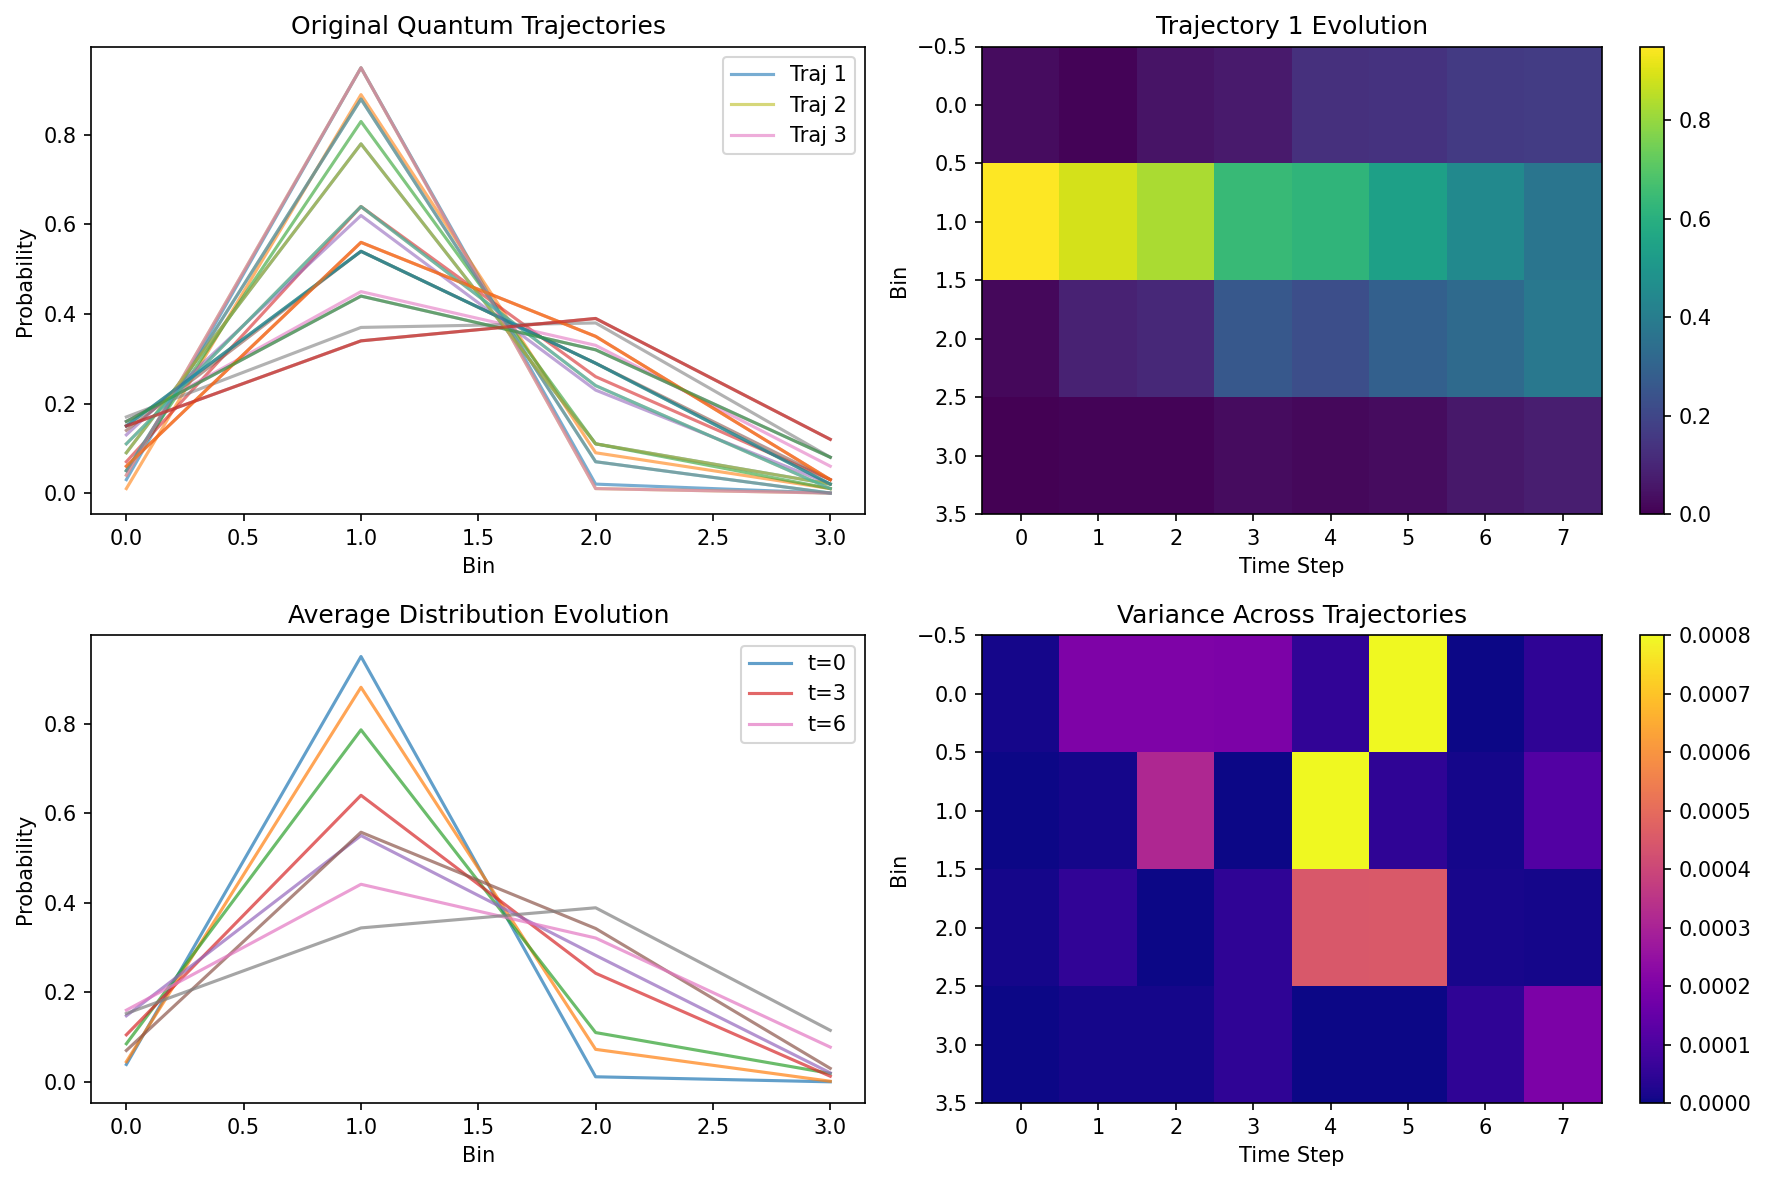 Original Quantum Trajectories
Probability
0.8
0.6
0.4
0.2
0.0
0.0 0.5 1.0 1.5 2.0 2.5 3.0
Bin
Traj 1
Traj 2
Traj 3
Trajectory 1 Evolution
Bin
−0.5
0.0
0.5
1.0
1.5
2.0
2.5
3.0
3.5
0 1 2 3 4 5 6 7
Time Step
0.8
0.6
0.4
0.2
0.0
Average Distribution Evolution
Probability
0.8
0.6
0.4
0.2
0.0
0.0 0.5 1.0 1.5 2.0 2.5 3.0
Bin
t=0
t=3
t=6
Variance Across Trajectories
Bin
−0.5
0.0
0.5
1.0
1.5
2.0
2.5
3.0
3.5
0 1 2 3 4 5 6 7
Time Step
0.0008
0.0007
0.0006
0.0005
0.0004
0.0003
0.0002
0.0001
0.0000